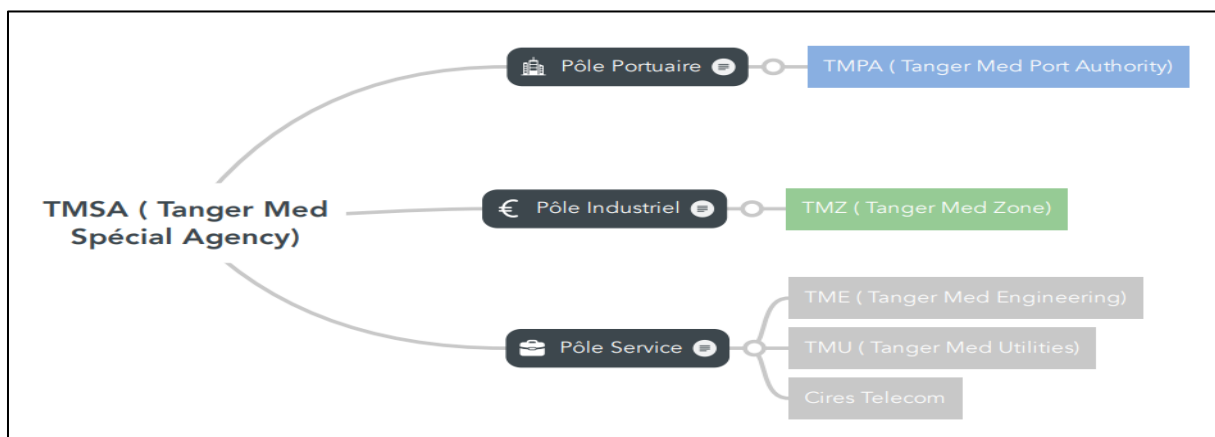 Pôle Portuaire
TMPA ( Tanger Med Port Authority)
TMSA ( Tanger Med
Spécial Agency)
Pôle Industriel
TMZ ( Tanger Med Zone)
Pôle Service
TME ( Tanger Med Engineering)
TMU ( Tanger Med Utilities)
Cires Telecom